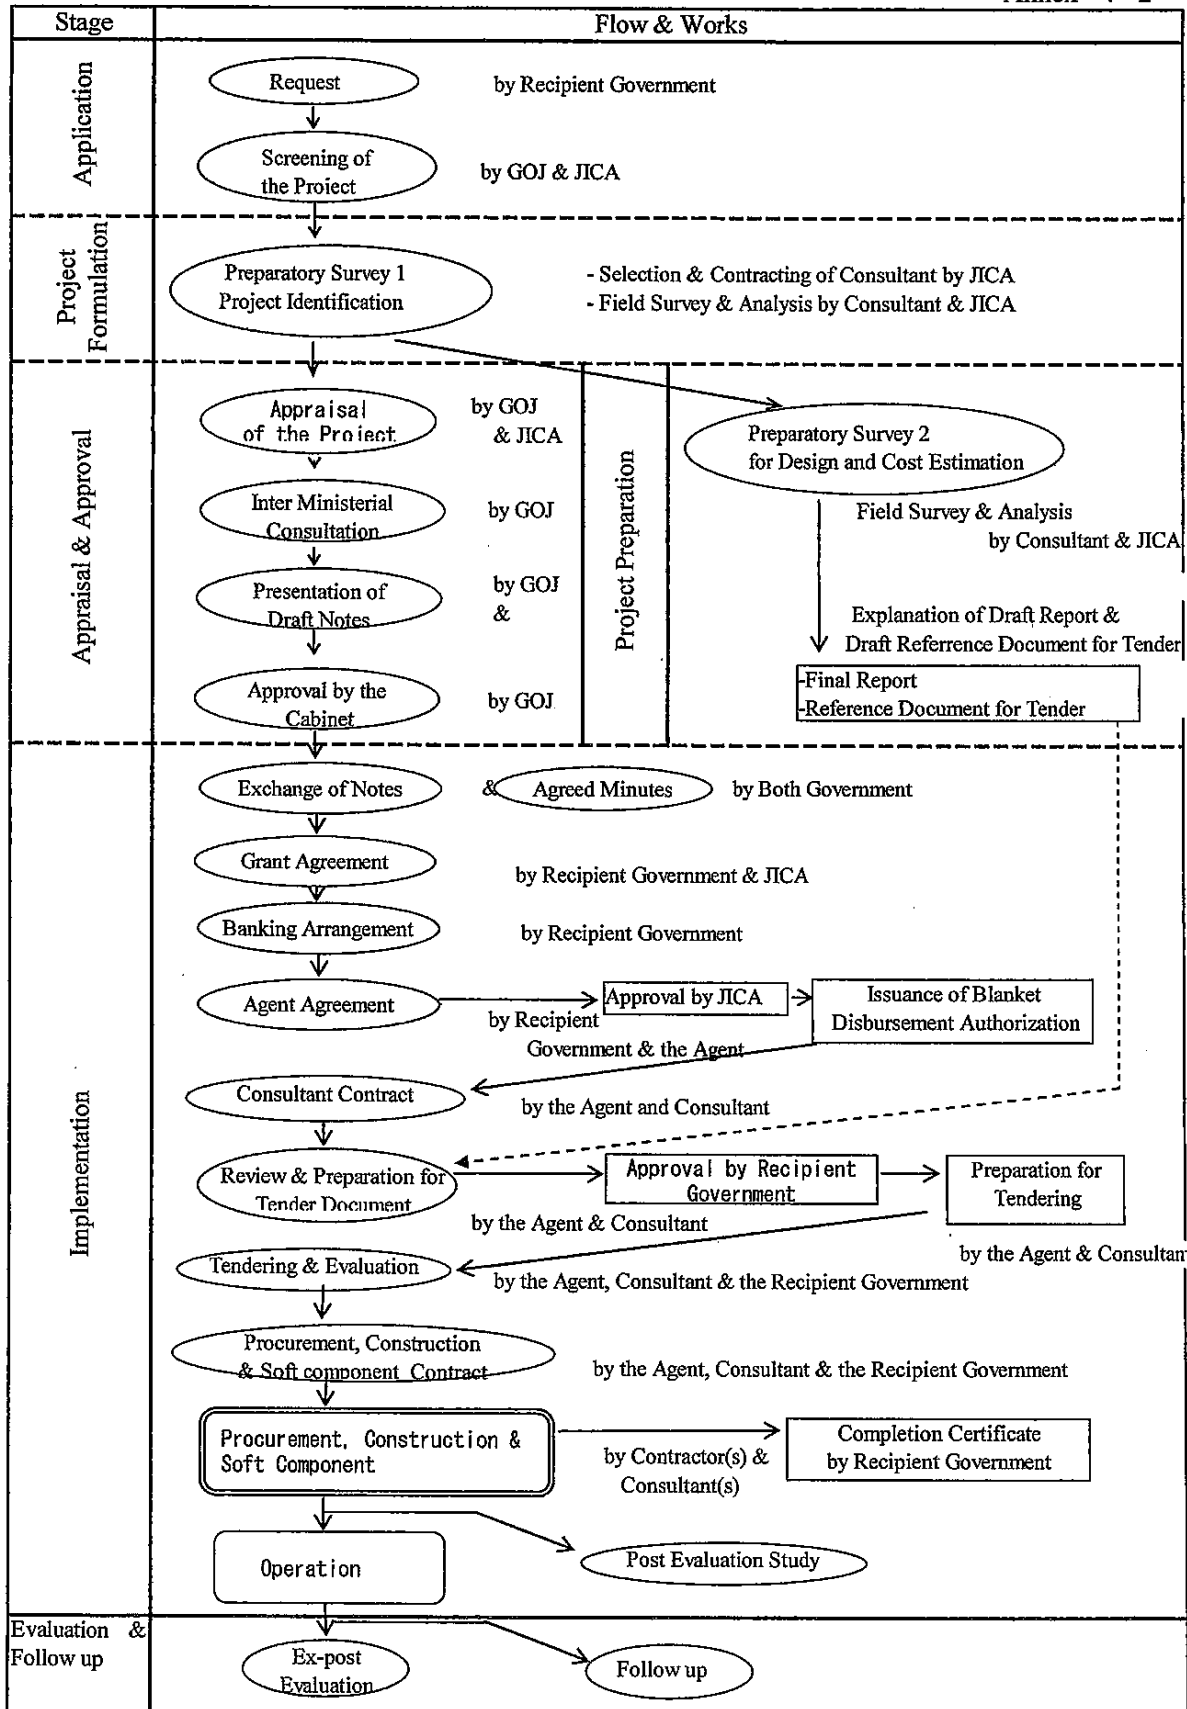 Stage
Flow & Works
Application
Request
by Recipient Government
Screening of
the Project
by GOJ & JICA
Project
Formulation
Preparatory Survey 1
Project Identification
- Selection & Contracting of Consultant by JICA
- Field Survey & Analysis by Consultant & JICA
Appraisal & Approval
Appraisal
of the Project
by GOJ
& JICA
Inter Ministerial
Consultation
by GOJ
Presentation of
Draft Notes
by GOJ
&
Approval by the
Cabinet
by GOJ
Project Preparation
Preparatory Survey 2
for Design and Cost Estimation
Field Survey & Analysis
by Consultant & JICA
Explanation of Draft Report &
Draft Referrence Document for Tender
-Final Report
-Reference Document for Tender
Implementation
Exchange of Notes
&
Agreed Minutes
by Both Government
Grant Agreement
by Recipient Government & JICA
Banking Arrangement
by Recipient Government
Agent Agreement
by Recipient
Government & the Agent
Approval by JICA
Issuance of Blanket
Disbursement Authorization
Consultant Contract
by the Agent and Consultant
Review & Preparation for
Tender Document
by the Agent & Consultant
Approval by Recipient
Government
Preparation for
Tendering
by the Agent & Consultant
Tendering & Evaluation
by the Agent, Consultant & the Recipient Government
Procurement, Construction
& Soft component Contract
by the Agent, Consultant & the Recipient Government
Procurement, Construction &
Soft Component
by Contractor(s) &
Consultant(s)
Completion Certificate
by Recipient Government
Operation
Post Evaluation Study
Evaluation &
Follow up
Ex-post
Evaluation
Follow up